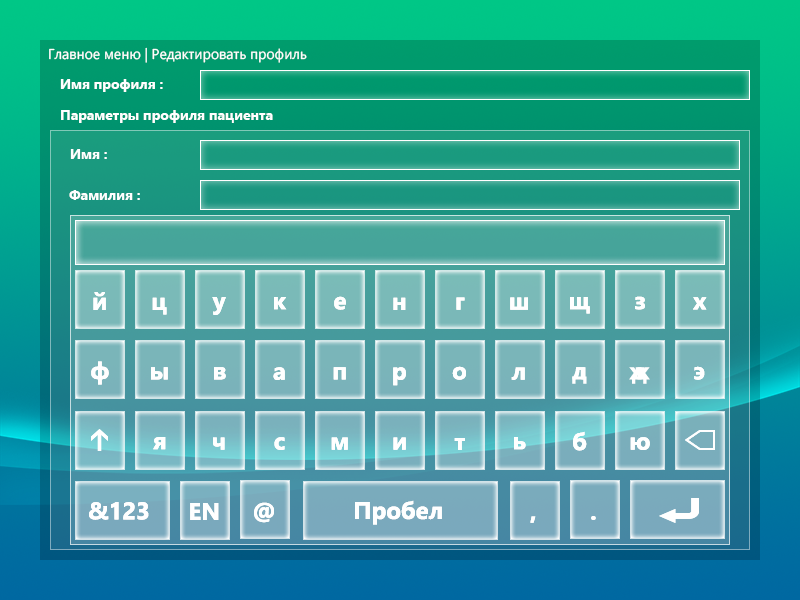 Главное меню | Редактировать профиль
Имя профиля :
Параметры профиля пациента
Имя :
Фамилия :
й ц у к е н г ш щ з х
ф ы в а п р о л д ж э
я ч с м и т ь б ю
&123 EN @ Пробел , .